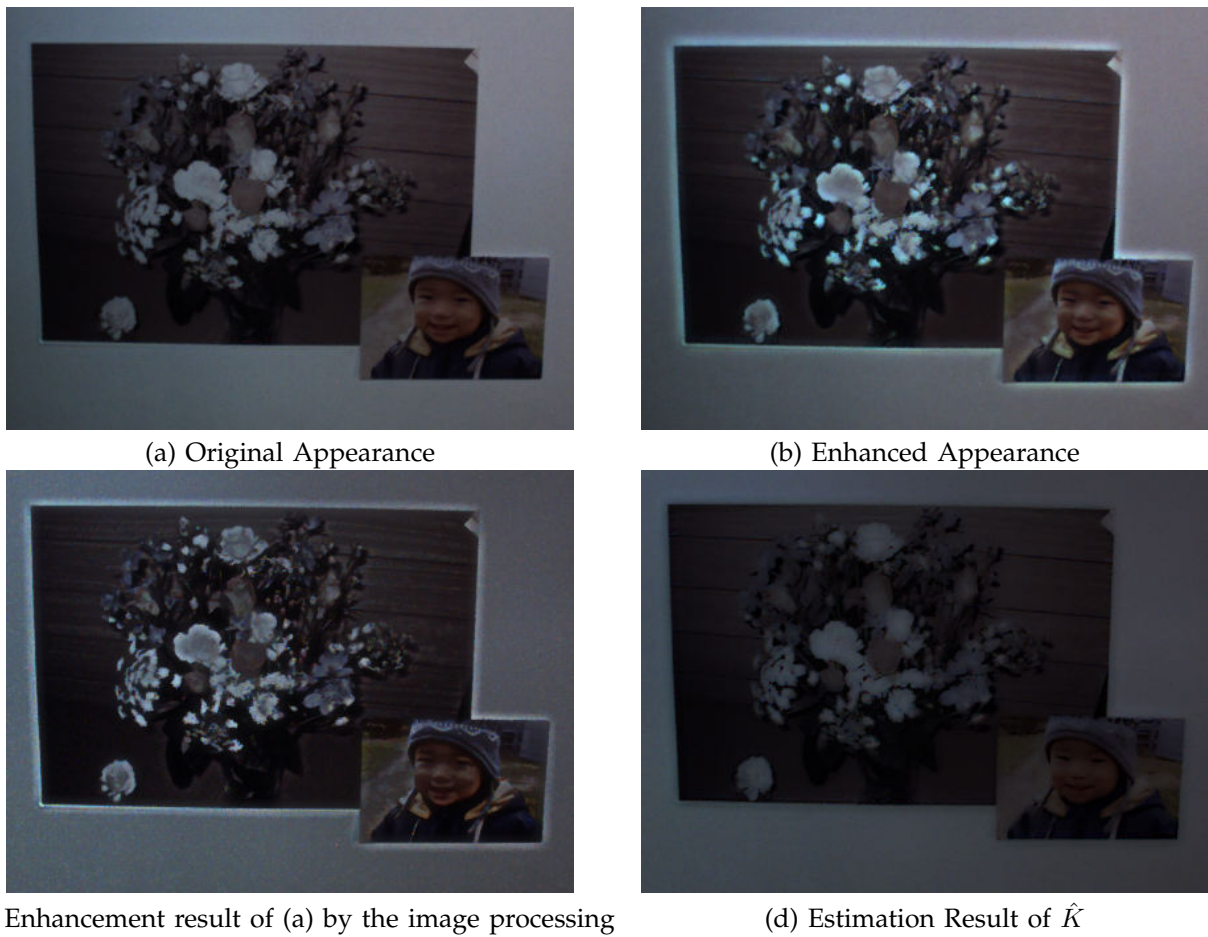 (a) Original Appearance
(b) Enhanced Appearance
Enhancement result of (a) by the image processing
(d) Estimation Result of K̂